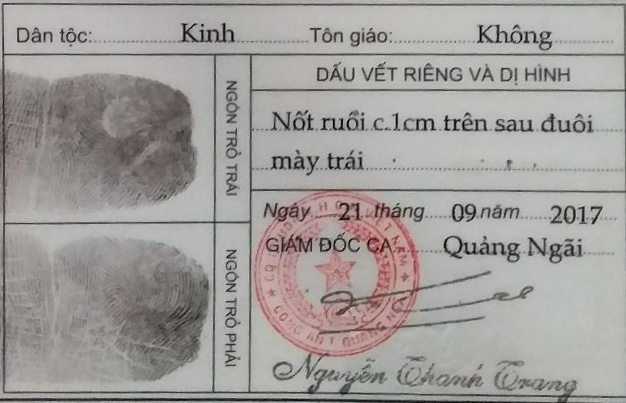 Dân tộc: Kinh Tôn giáo: Không
NGÓN TRỎ TRÁI
NGÓN TRỎ PHẢI
DẤU VẾT RIÊNG VÀ DỊ HÌNH
Nốt ruồi c.1cm trên sau đuôi
mày trái
Ngày 21 tháng 09 năm 2017
GIÁM ĐỐC CA Quảng Ngãi
Nguyễn Thanh Trang